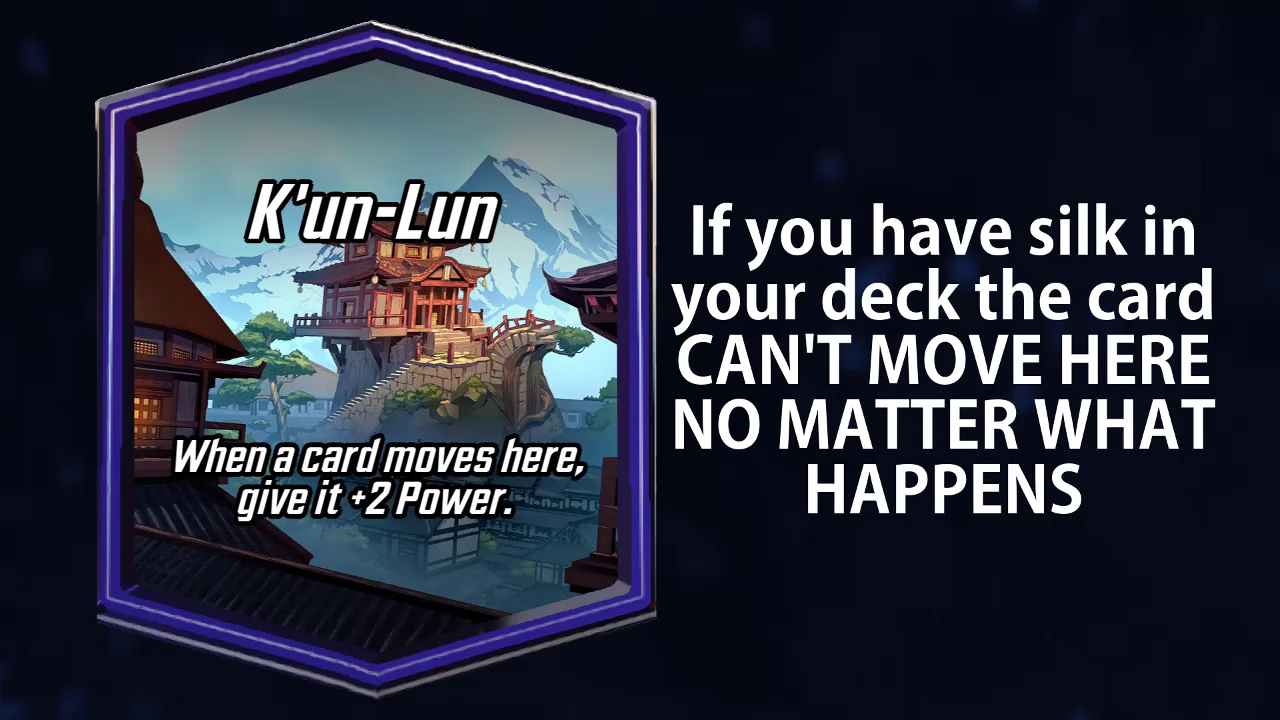 K'un-Lun
When a card moves here,
give it +2 Power.
If you have silk in
your deck the card
CAN'T MOVE HERE
NO MATTER WHAT
HAPPENS